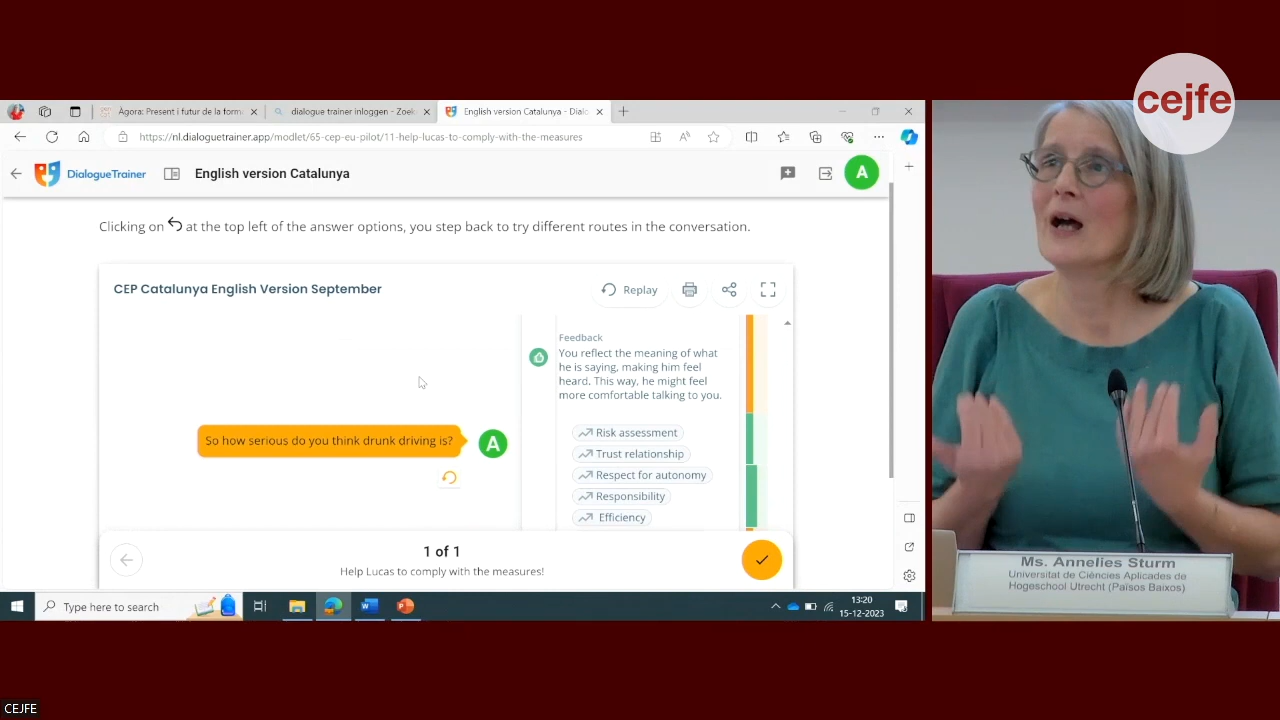 cejfe
Àgora: Present i futur de la form
dialogue trainer inloggen - Zoek
English version Catalunya - Dialo
https://nl.dialoguetrainer.app/modlet/65-cep-eu-pilot/11-help-lucas-to-comply-with-the-measures
DialogueTrainer
English version Catalunya
A
Clicking on at the top left of the answer options, you step back to try different routes in the conversation.
CEP Catalunya English Version September
Replay
Feedback
You reflect the meaning of what
he is saying, making him feel
heard. This way, he might feel
more comfortable talking to you.
So how serious do you think drunk driving is?
A
Risk assessment
Trust relationship
Respect for autonomy
Responsibility
Efficiency
1 of 1
Help Lucas to comply with the measures!
Type here to search
13:20
15-12-2023
Ms. Annelies Sturm
Universitat de Ciències Aplicades de
Hogeschool Utrecht (Països Baixos)
CEJFE